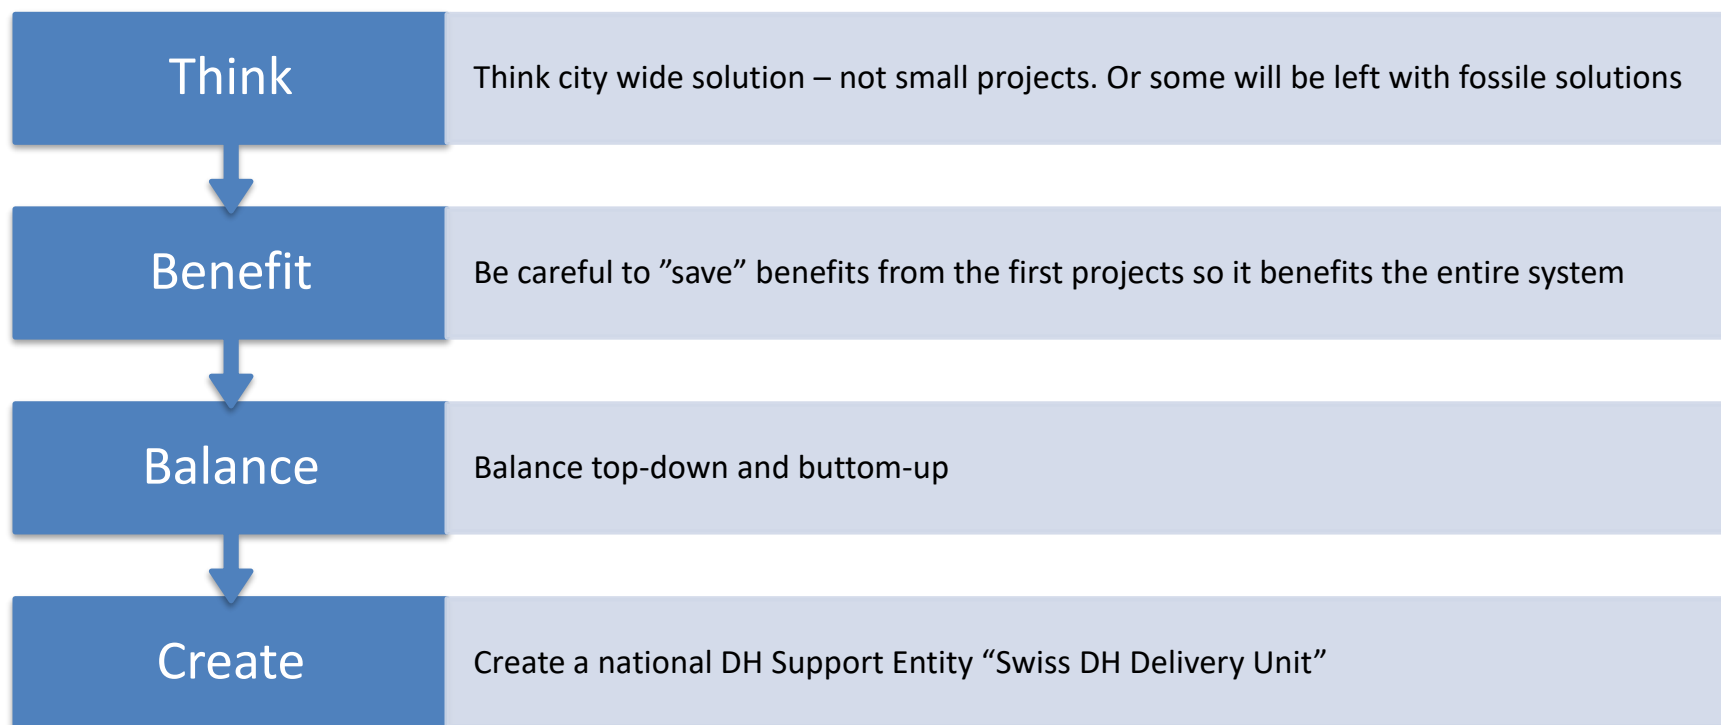 Think
Think city wide solution – not small projects. Or some will be left with fossile solutions
Benefit
Be careful to ”save” benefits from the first projects so it benefits the entire system
Balance
Balance top-down and buttom-up
Create
Create a national DH Support Entity “Swiss DH Delivery Unit”